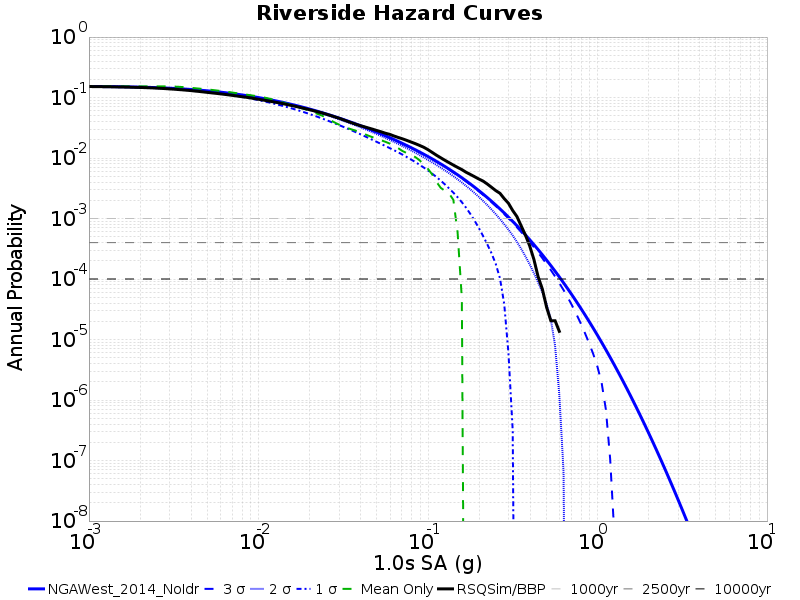 Riverside Hazard Curves
10^0
10^-1
10^-2
10^-3
10^-4
10^-5
10^-6
10^-7
10^-8
Annual Probability
10^-3 10^-2 10^-1 10^0 10^1
1.0s SA (g)
NGAWest_2014_NoIdr 3 σ 2 σ 1 σ Mean Only RSQSim/BBP 1000yr 2500yr 10000yr